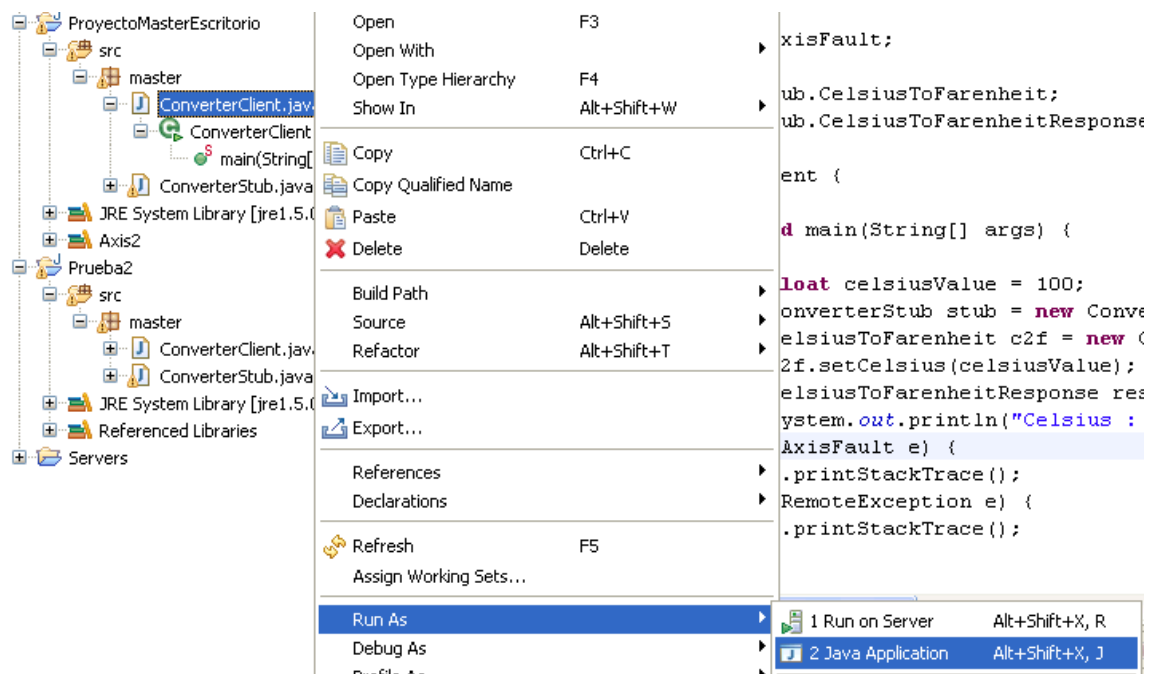 ProyectoMasterEscritorio
src
master
ConverterClient.jav
ConverterClient
main(String[
ConverterStub.java
JRE System Library [jre1.5.0
Axis2
Prueba2
src
master
ConverterClient.jav
ConverterStub.java
JRE System Library [jre1.5.0
Referenced Libraries
Servers
Open F3
Open With
Open Type Hierarchy F4
Show In Alt+Shift+W
Copy Ctrl+C
Copy Qualified Name
Paste Ctrl+V
Delete Delete
Build Path
Source Alt+Shift+S
Refactor Alt+Shift+T
Import...
Export...
References
Declarations
Refresh F5
Assign Working Sets...
Run As
Debug As
1 Run on Server Alt+Shift+X, R
2 Java Application Alt+Shift+X, J
xisFault;
ub.CelsiusToFarenheit;
ub.CelsiusToFarenheitResponse
ent {
d main(String[] args) {
loat celsiusValue = 100;
onverterStub stub = new Conve
elsiusToFarenheit c2f = new
2f.setCelsius(celsiusValue);
elsiusToFarenheitResponse res
ystem.out.println("Celsius :
AxisFault e) {
.printStackTrace();
RemoteException e) {
.printStackTrace();